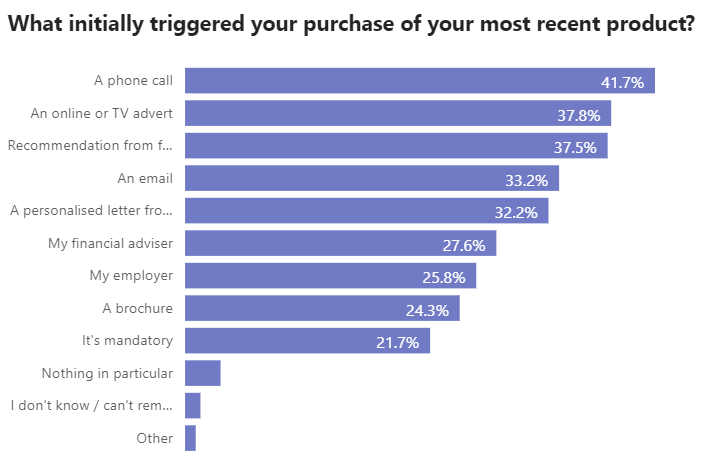 What initially triggered your purchase of your most recent product?
A phone call 41.7%
An online or TV advert 37.8%
Recommendation from f... 37.5%
An email 33.2%
A personalised letter fro... 32.2%
My financial adviser 27.6%
My employer 25.8%
A brochure 24.3%
It's mandatory 21.7%
Nothing in particular
I don't know / can't rem...
Other